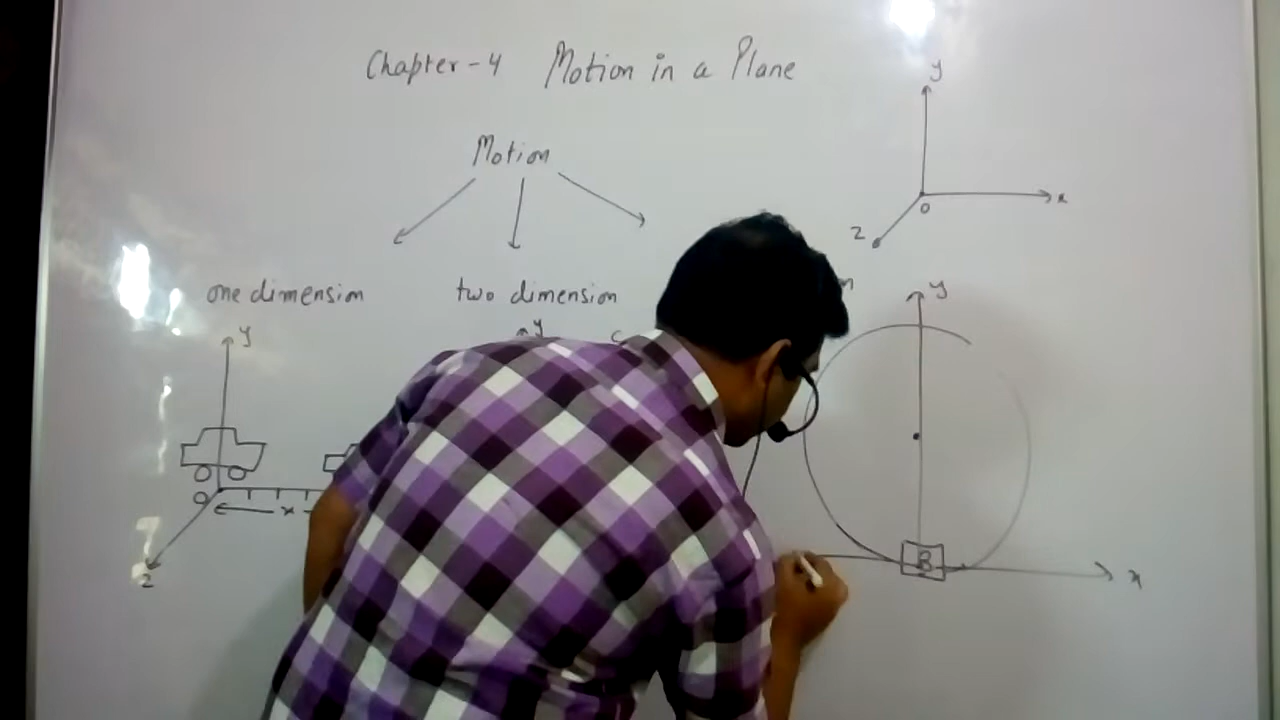 Chapter - 4 Motion in a Plane
y
x
o
z
Motion
one dimension
two dimension
n
y
o
x
z
y
y
B
x